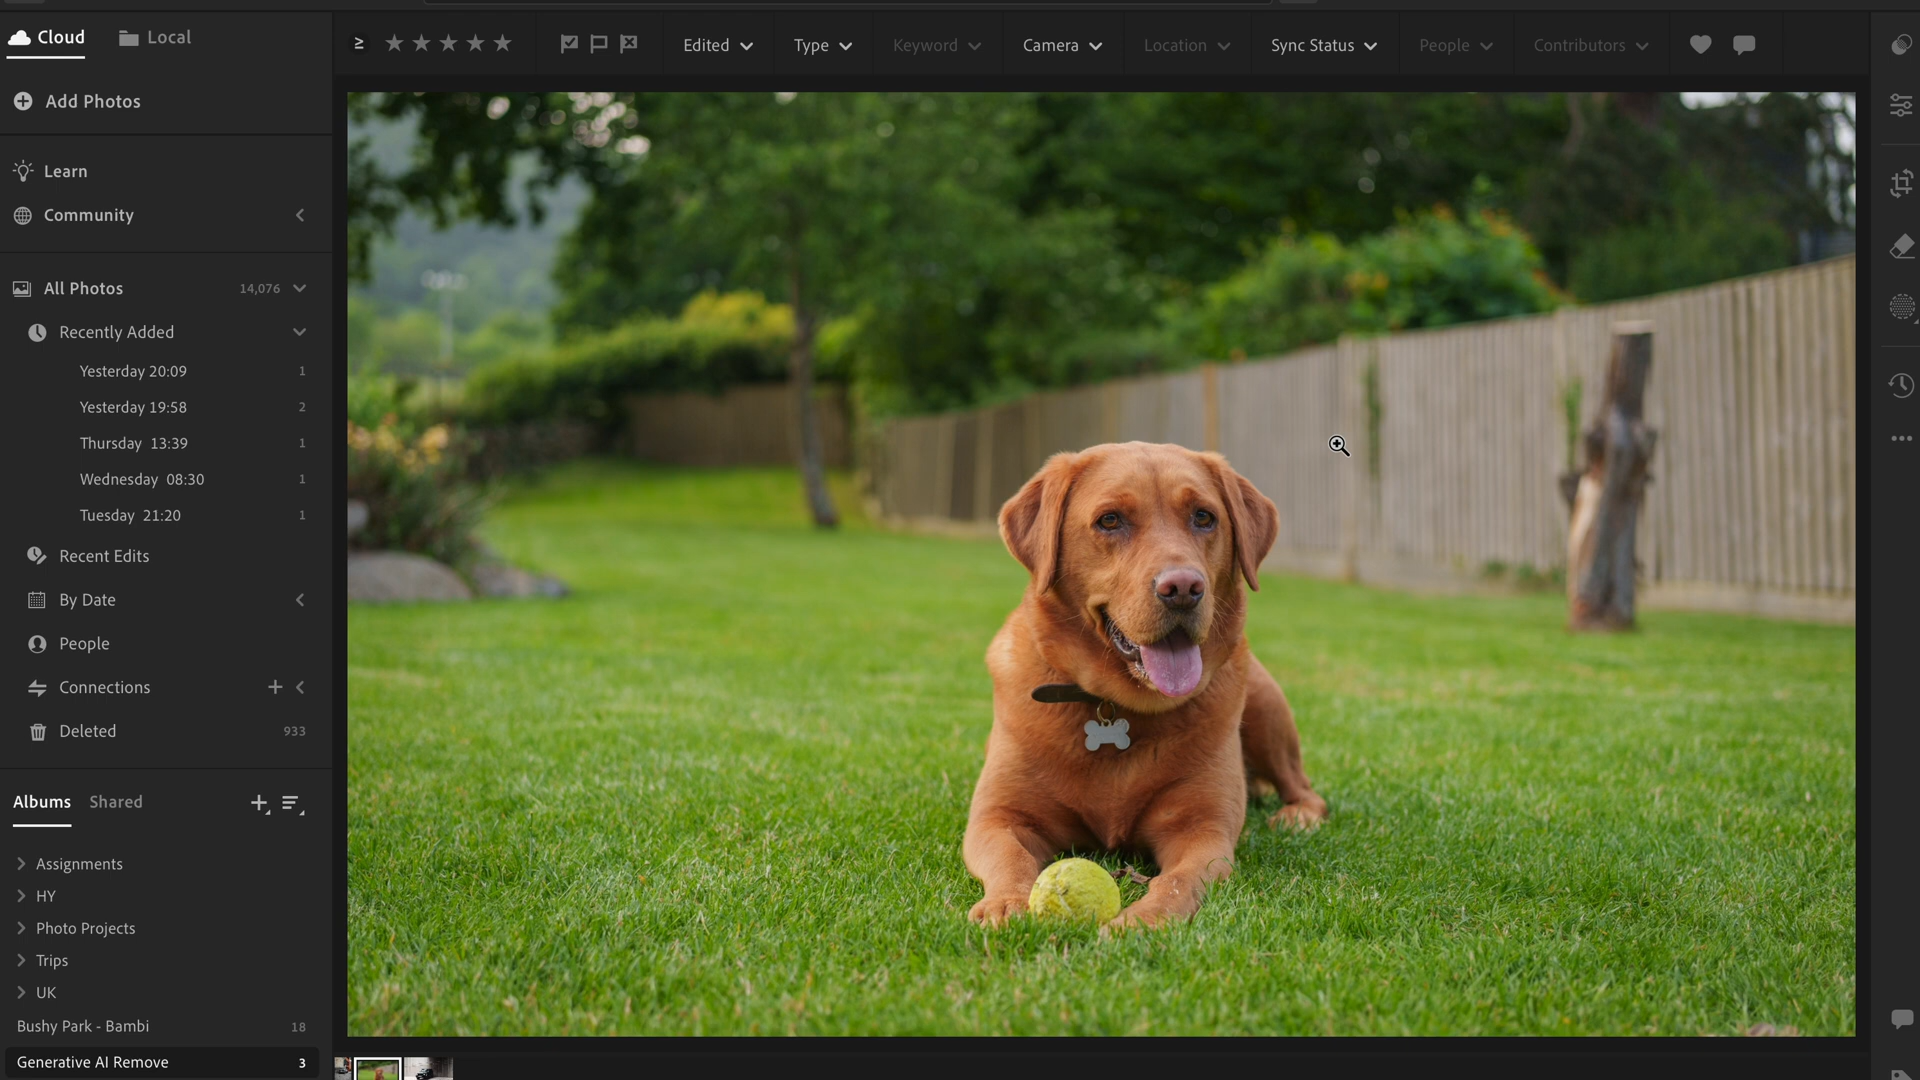 Cloud Local
≥ Edited Type Keyword Camera Location Sync Status People Contributors
Add Photos
Learn
Community
All Photos 14,076
Recently Added
Yesterday 20:09 1
Yesterday 19:58 2
Thursday 13:39 1
Wednesday 08:30 1
Tuesday 21:20 1
Recent Edits
By Date
People
Connections
Deleted 933
Albums Shared
Assignments
HY
Photo Projects
Trips
UK
Bushy Park - Bambi 18
Generative AI Remove 3